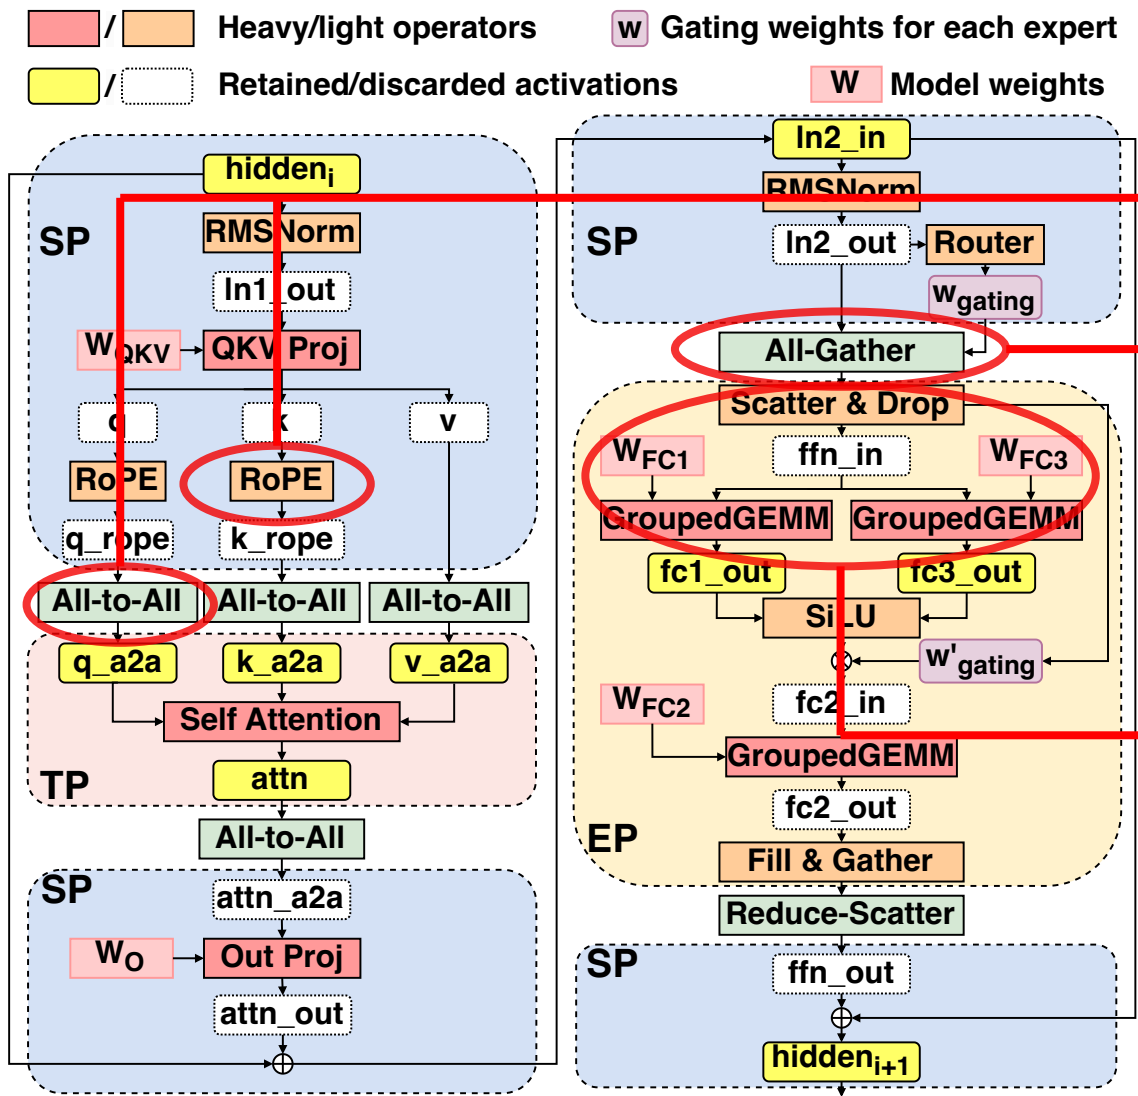 / Heavy/light operators
w Gating weights for each expert
/ Retained/discarded activations
W Model weights
hidden_i
SP
RMSNorm
ln1_out
W_QKV
QKV Proj
q
k
v
RoPE
RoPE
q_rope
k_rope
All-to-All
All-to-All
All-to-All
q_a2a
k_a2a
v_a2a
Self Attention
TP
attn
All-to-All
SP
attn_a2a
W_O
Out Proj
attn_out
ln2_in
RMSNorm
SP
ln2_out
Router
w_gating
All-Gather
Scatter & Drop
W_FC1
ffn_in
W_FC3
GroupedGEMM
GroupedGEMM
fc1_out
fc3_out
SiLU
w'_gating
W_FC2
fc2_in
GroupedGEMM
fc2_out
EP
Fill & Gather
Reduce-Scatter
SP
ffn_out
hidden_i+1